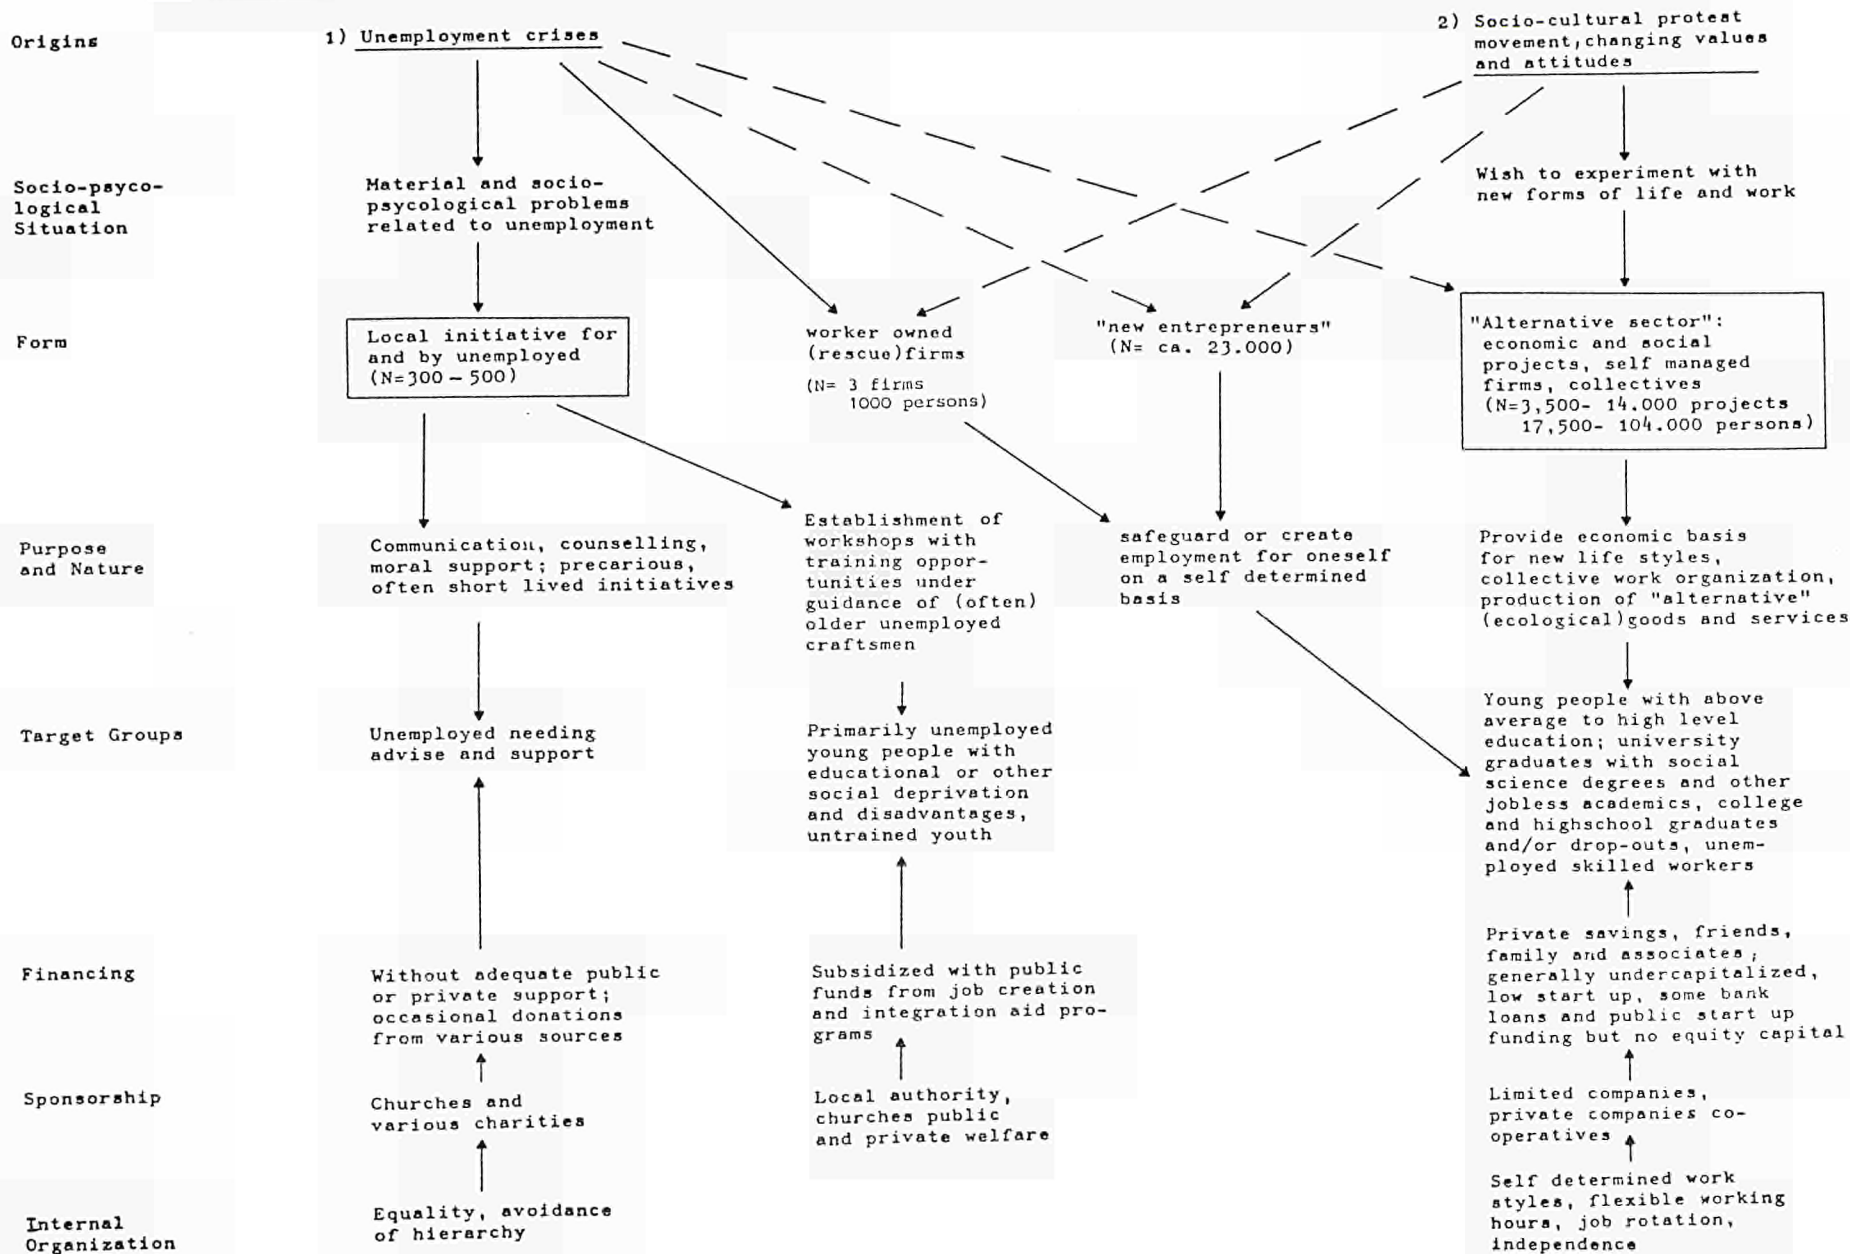 Origins
1) Unemployment crises
2) Socio-cultural protest
movement, changing values
and attitudes
Socio-psyco-
logical
Situation
Material and socio-
psycological problems
related to unemployment
Wish to experiment with
new forms of life and work
Form
Local initiative for
and by unemployed
(N=300 – 500)
worker owned
(rescue)firms
(N= 3 firms
1000 persons)
"new entrepreneurs"
(N= ca. 23.000)
"Alternative sector":
economic and social
projects, self managed
firms, collectives
(N=3,500- 14.000 projects
17,500- 104.000 persons)
Purpose
and Nature
Communication, counselling,
moral support; precarious,
often short lived initiatives
Establishment of
workshops with
training oppor-
tunities under
guidance of (often)
older unemployed
craftsmen
safeguard or create
employment for oneself
on a self determined
basis
Provide economic basis
for new life styles,
collective work organization,
production of "alternative"
(ecological)goods and services
Target Groups
Unemployed needing
advise and support
Primarily unemployed
young people with
educational or other
social deprivation
and disadvantages,
untrained youth
Young people with above
average to high level
education; university
graduates with social
science degrees and other
jobless academics, college
and highschool graduates
and/or drop-outs, unem-
ployed skilled workers
Financing
Without adequate public
or private support;
occasional donations
from various sources
Subsidized with public
funds from job creation
and integration aid pro-
grams
Private savings, friends,
family and associates;
generally undercapitalized,
low start up, some bank
loans and public start up
funding but no equity capital
Sponsorship
Churches and
various charities
Local authority,
churches public
and private welfare
Limited companies,
private companies co-
operatives
Internal
Organization
Equality, avoidance
of hierarchy
Self determined work
styles, flexible working
hours, job rotation,
independence